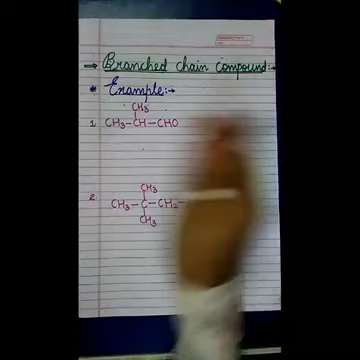 → Branched chain compound:→
* Example:→
CH3
1. CH3-CH-CHO
CH3
2. CH3-C-CH2-
CH3